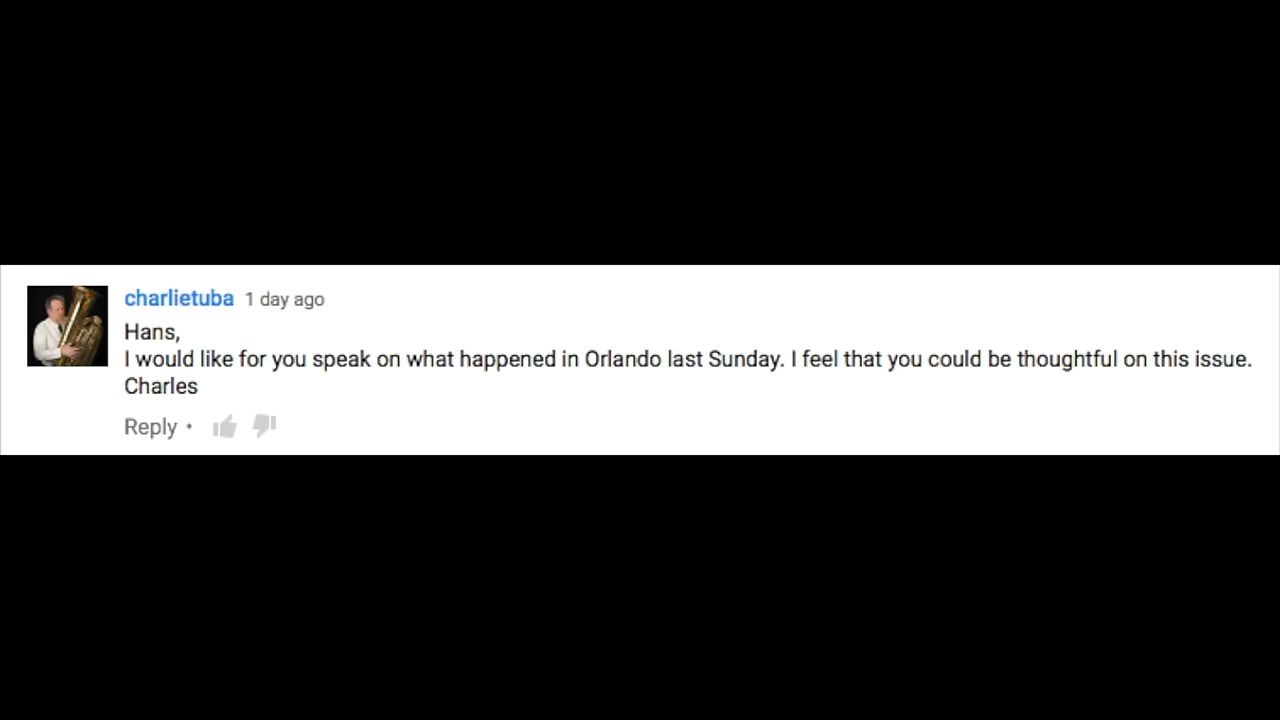 charlietuba 1 day ago
Hans,
I would like for you speak on what happened in Orlando last Sunday. I feel that you could be thoughtful on this issue.
Charles
Reply •